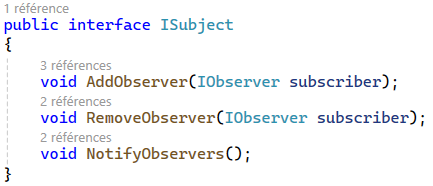 1 référence
public interface ISubject
{
3 références
void AddObserver(IObserver subscriber);
2 références
void RemoveObserver(IObserver subscriber);
2 références
void NotifyObservers();
}